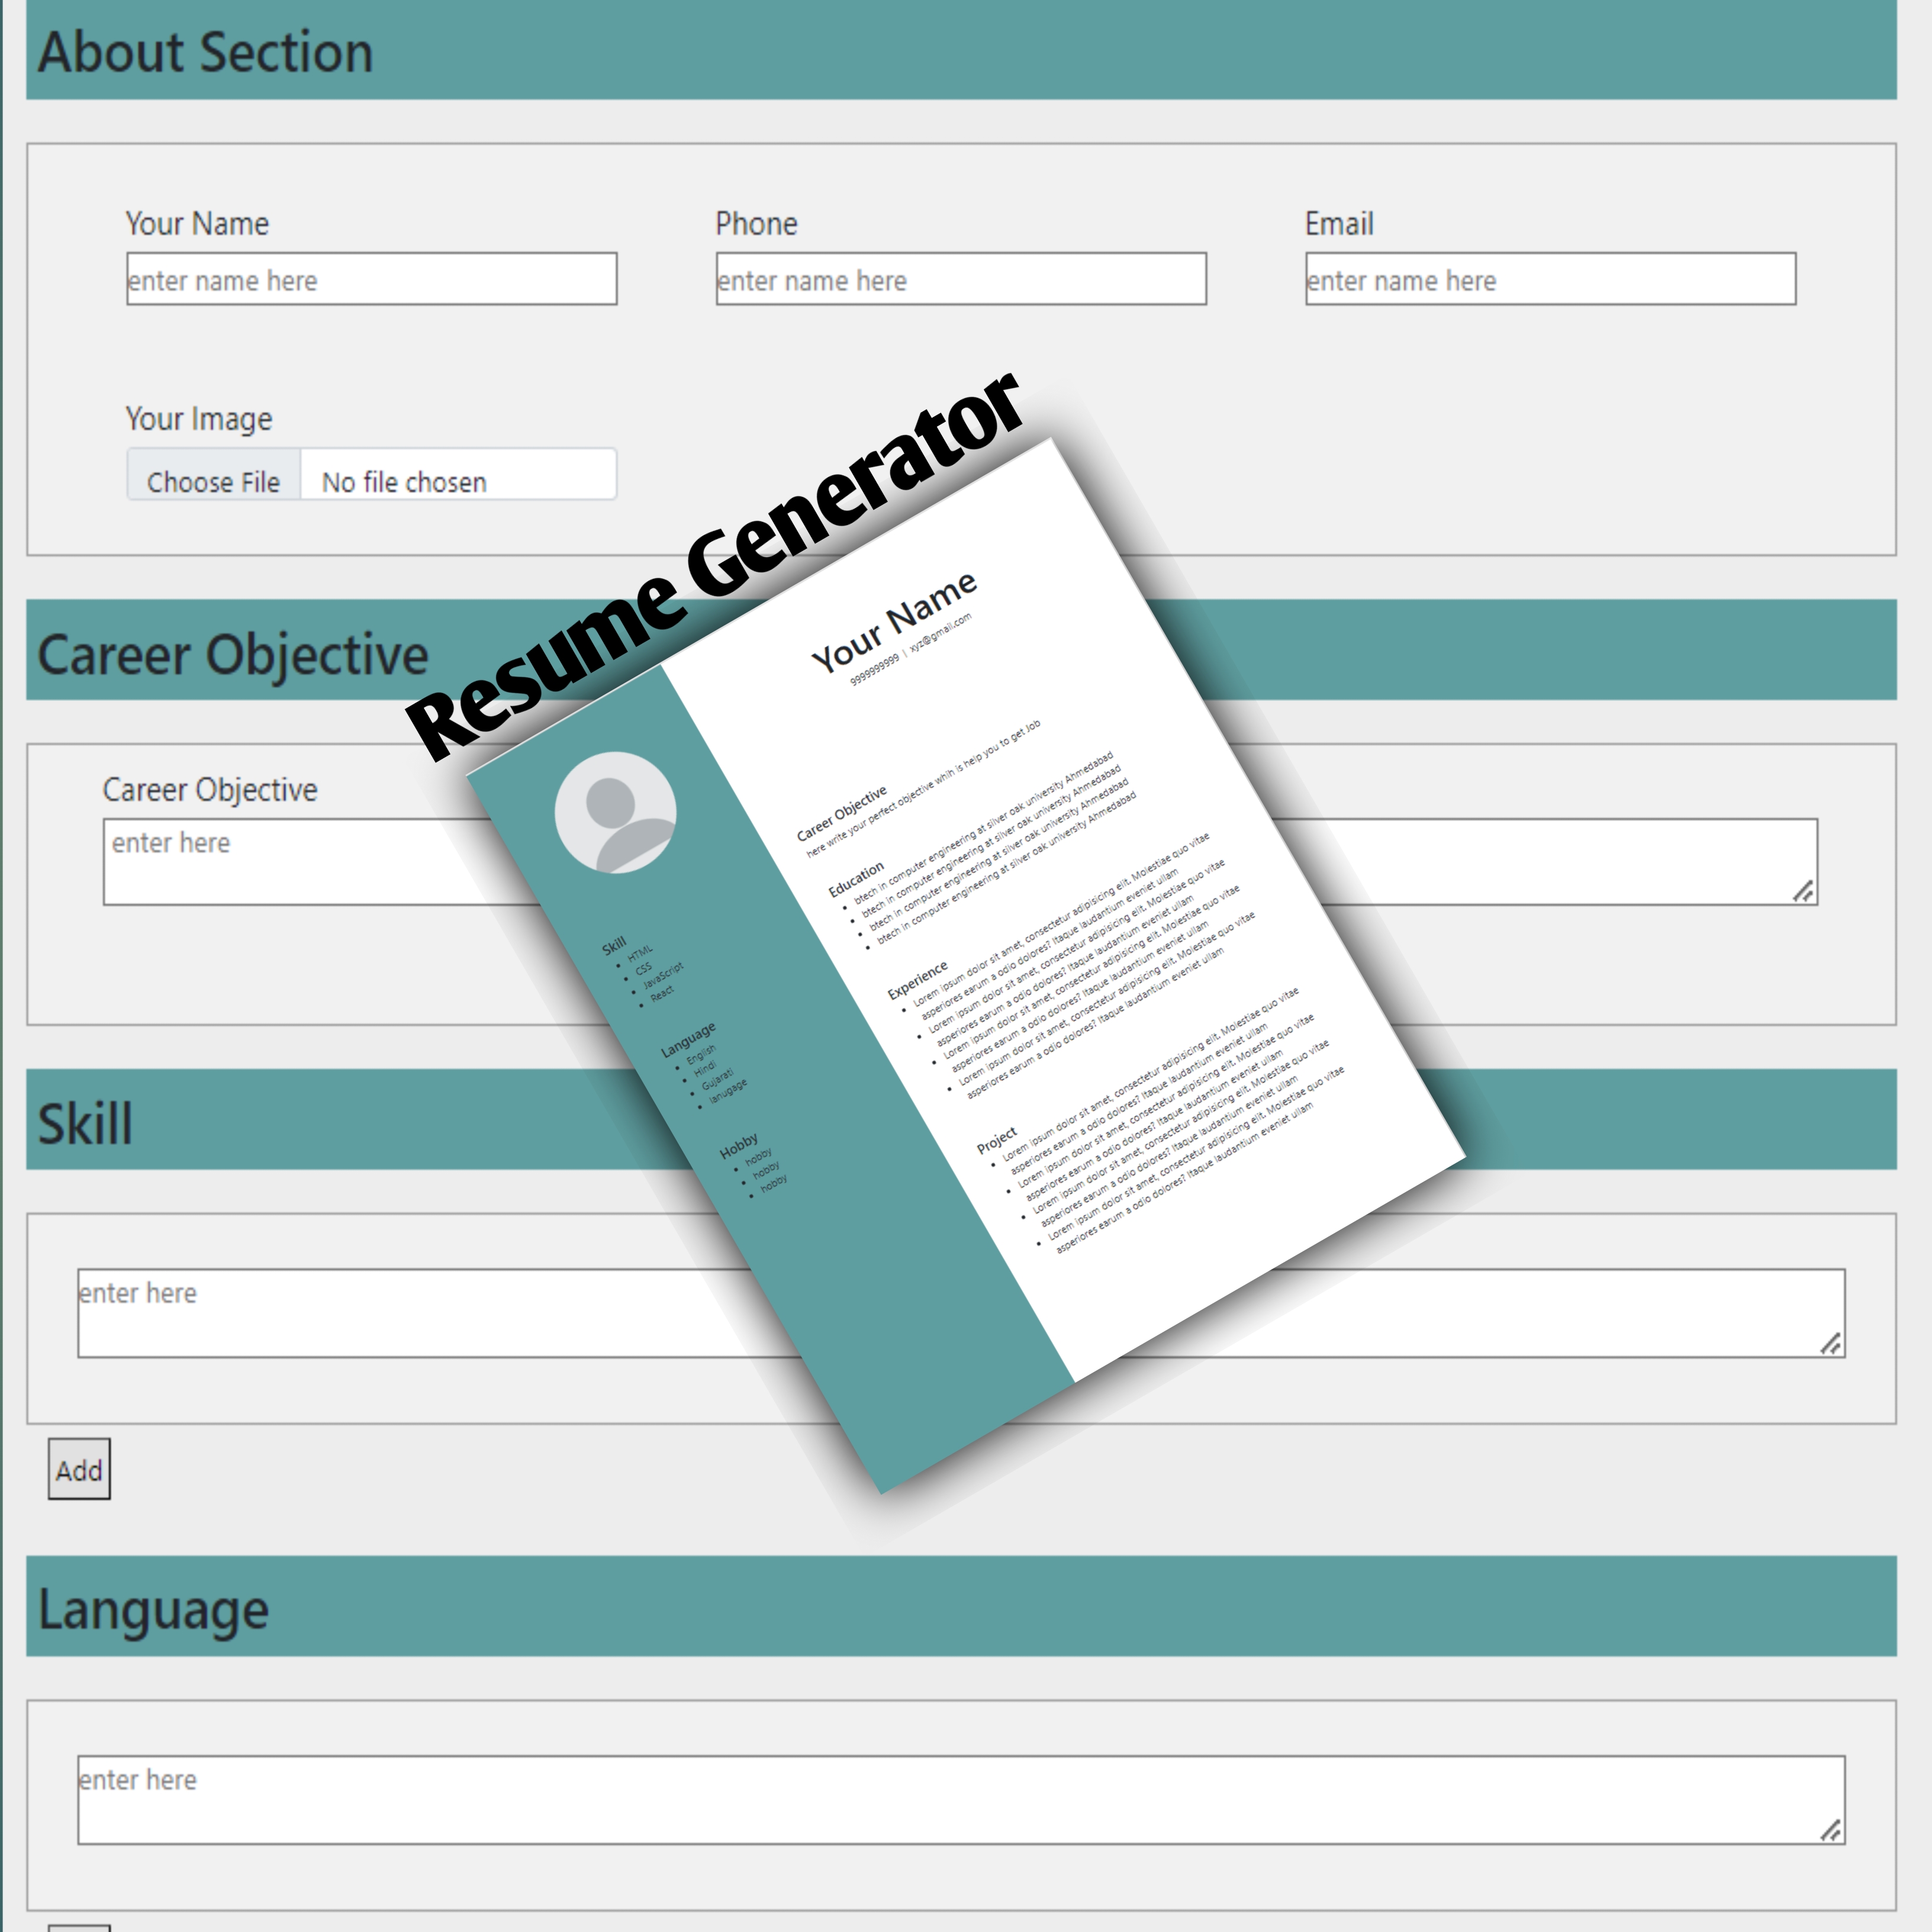 About Section
Your Name
Phone
Email
enter name here
enter name here
enter name here
Your Image
Choose File
No file chosen
Resume Generator
Career Objective
Career Objective
enter here
Your Name
9999999999 | xyz@gmail.com
Career Objective
here write your perfect objective whih is help you to get Job
Education
btech in computer engineering at silver oak university Ahmedabad
btech in computer engineering at silver oak university Ahmedabad
btech in computer engineering at silver oak university Ahmedabad
btech in computer engineering at silver oak university Ahmedabad
Experience
Lorem ipsum dolor sit amet, consectetur adipisicing elit. Molestiae quo vitae
asperiores earum a odio dolores? Itaque laudantium eveniet ullam
Lorem ipsum dolor sit amet, consectetur adipisicing elit. Molestiae quo vitae
asperiores earum a odio dolores? Itaque laudantium eveniet ullam
Lorem ipsum dolor sit amet, consectetur adipisicing elit. Molestiae quo vitae
asperiores earum a odio dolores? Itaque laudantium eveniet ullam
Lorem ipsum dolor sit amet, consectetur adipisicing elit. Molestiae quo vitae
asperiores earum a odio dolores? Itaque laudantium eveniet ullam
Project
Lorem ipsum dolor sit amet, consectetur adipisicing elit. Molestiae quo vitae
asperiores earum a odio dolores? Itaque laudantium eveniet ullam
Lorem ipsum dolor sit amet, consectetur adipisicing elit. Molestiae quo vitae
asperiores earum a odio dolores? Itaque laudantium eveniet ullam
Lorem ipsum dolor sit amet, consectetur adipisicing elit. Molestiae quo vitae
asperiores earum a odio dolores? Itaque laudantium eveniet ullam
Lorem ipsum dolor sit amet, consectetur adipisicing elit. Molestiae quo vitae
asperiores earum a odio dolores? Itaque laudantium eveniet ullam
Skill
HTML
CSS
JavaScript
React
Language
English
Hindi
Gujarati
lanugage
Hobby
hobby
hobby
hobby
Skill
enter here
Add
Language
enter here